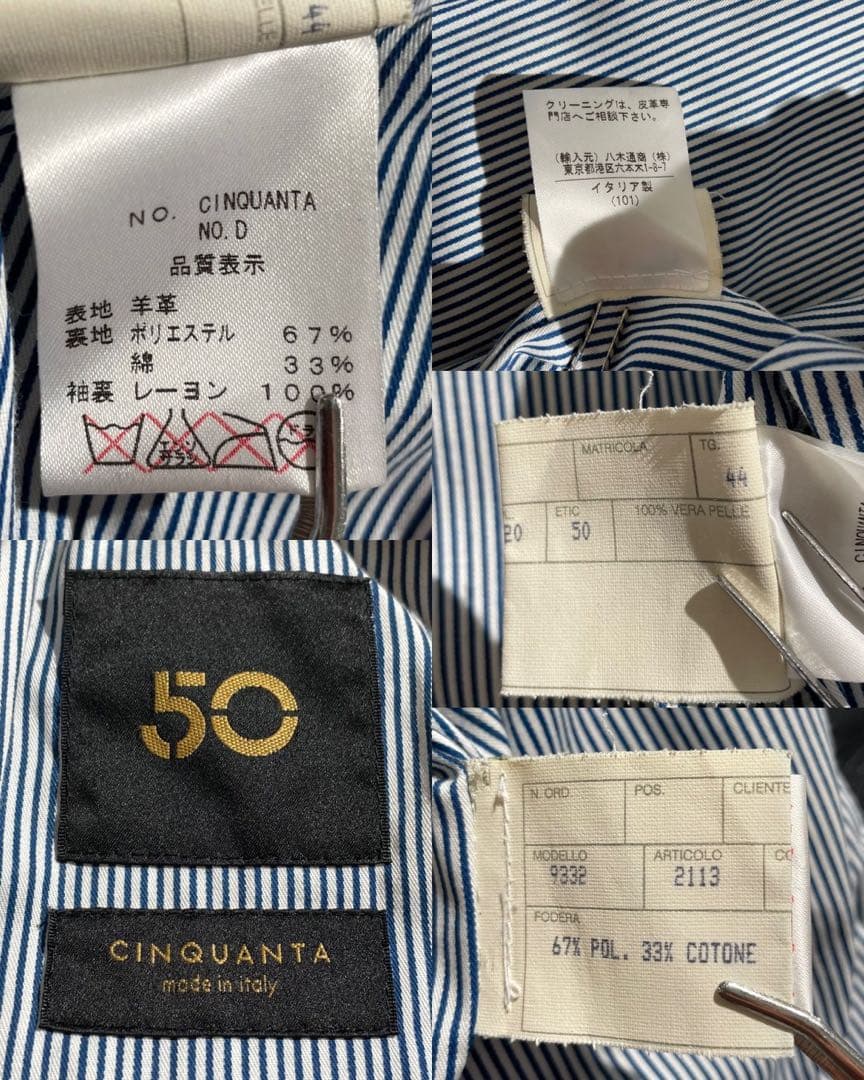 44
NO. CINQUANTA
NO.D
品質表示
表地 羊革
裏地 ポリエステル 67%
綿 33%
袖裏 レーヨン 100%
クリーニングは、皮革専
門店へご相談下さい。
(輸入元) 八木通商 (株)
東京都港区六本木1-8-7
イタリア製
(101)
MATRICOLA
TG.
44
ETIC
100% VERA PELLE
20
50
50
CINQUANTA
made in italy
N. ORD
POS.
CLIENTE
MODELLO
ARTICOLO
9332
2113
FODERA
67% POL. 33% COTONE